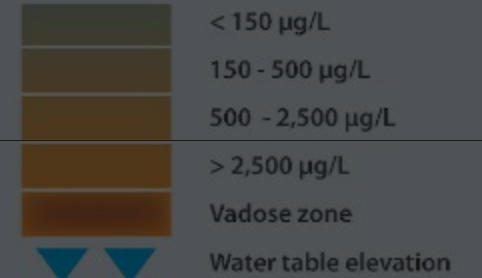 < 150 µg/L
150 - 500 µg/L
500 - 2,500 µg/L
> 2,500 µg/L
Vadose zone
Water table elevation